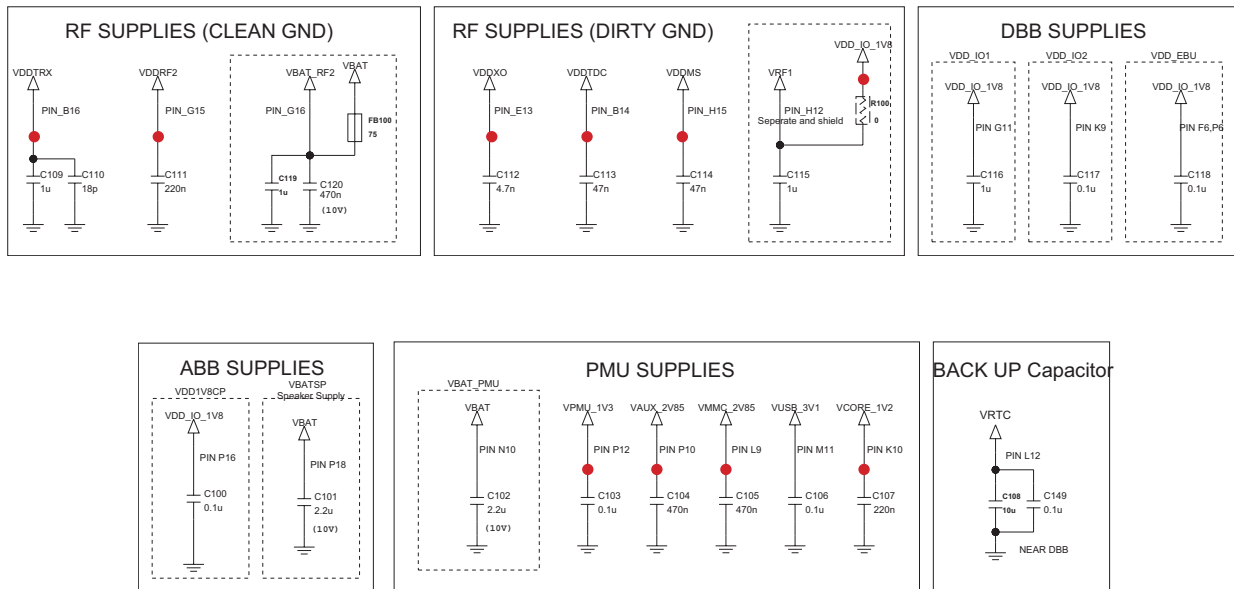 RF SUPPLIES (CLEAN GND)
VDDTRX
PIN_B16
C109
1u
C110
18p
VDDRF2
PIN_G15
C111
220n
VBAT_RF2
VBAT
PIN_G16
FB100
75
C119
1u
C120
470n
(10V)
RF SUPPLIES (DIRTY GND)
VDDXO
PIN_E13
C112
4.7n
VDDTDC
PIN_B14
C113
47n
VDDMS
PIN_H15
C114
47n
VRF1
VDD_IO_1V8
PIN_H12
Seperate and shield
R100
0
C115
1u
DBB SUPPLIES
VDD_IO1
VDD_IO_1V8
PIN G11
C116
1u
VDD_IO2
VDD_IO_1V8
PIN K9
C117
0.1u
VDD_EBU
VDD_IO_1V8
PIN F6,P6
C118
0.1u
ABB SUPPLIES
VDD1V8CP
VDD_IO_1V8
PIN P16
C100
0.1u
VBATSP
Speaker Supply
VBAT
PIN P18
C101
2.2u
(10V)
PMU SUPPLIES
VBAT_PMU
VBAT
PIN N10
C102
2.2u
(10V)
VPMU_1V3
PIN P12
C103
0.1u
VAUX_2V85
PIN P10
C104
470n
VMMC_2V85
PIN L9
C105
470n
VUSB_3V1
PIN M11
C106
0.1u
VCORE_1V2
PIN K10
C107
220n
BACK UP Capacitor
VRTC
PIN L12
C108
10u
C149
0.1u
NEAR DBB